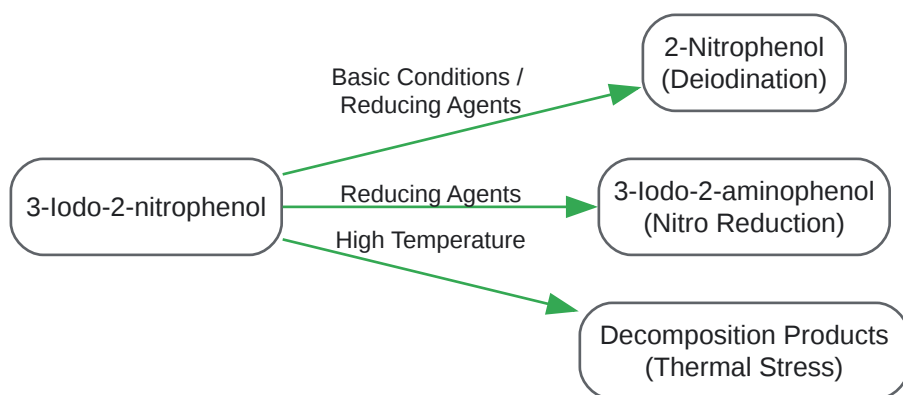 2-Nitrophenol
(Deiodination)
Basic Conditions /
Reducing Agents
3-Iodo-2-nitrophenol
Reducing Agents
3-Iodo-2-aminophenol
(Nitro Reduction)
High Temperature
Decomposition Products
(Thermal Stress)